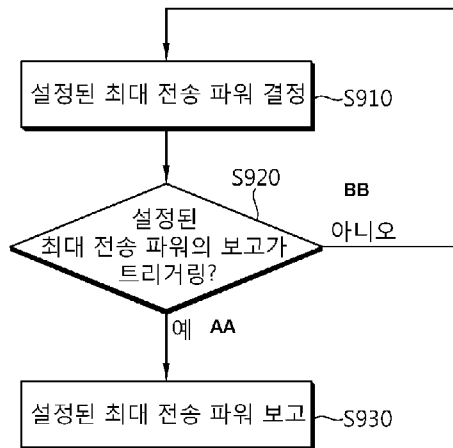 설정된 최대 전송 파워 결정
S910
S920
설정된
최대 전송 파워의 보고가
트리거링?
BB
아니오
예 AA
설정된 최대 전송 파워 보고
S930